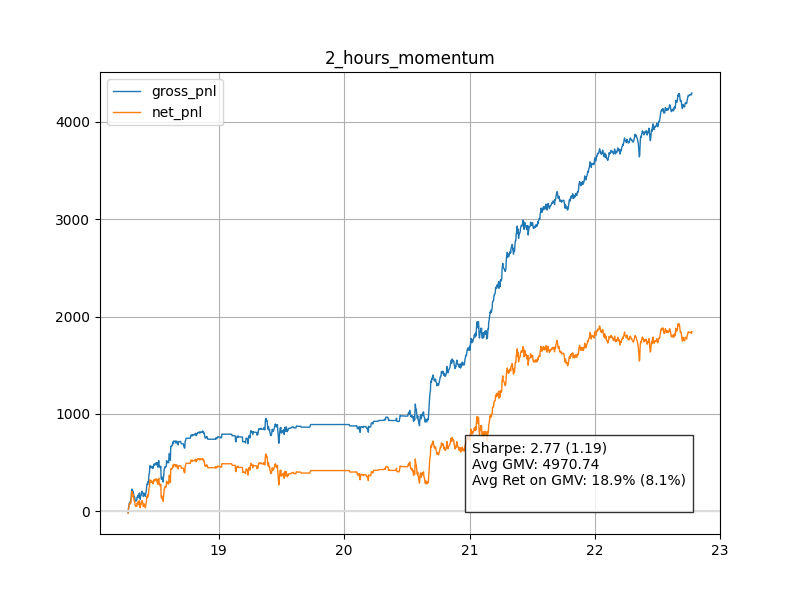 2_hours_momentum
gross_pnl
net_pnl
4000
3000
2000
1000
0
Sharpe: 2.77 (1.19)
Avg GMV: 4970.74
Avg Ret on GMV: 18.9% (8.1%)
19
20
21
22
23